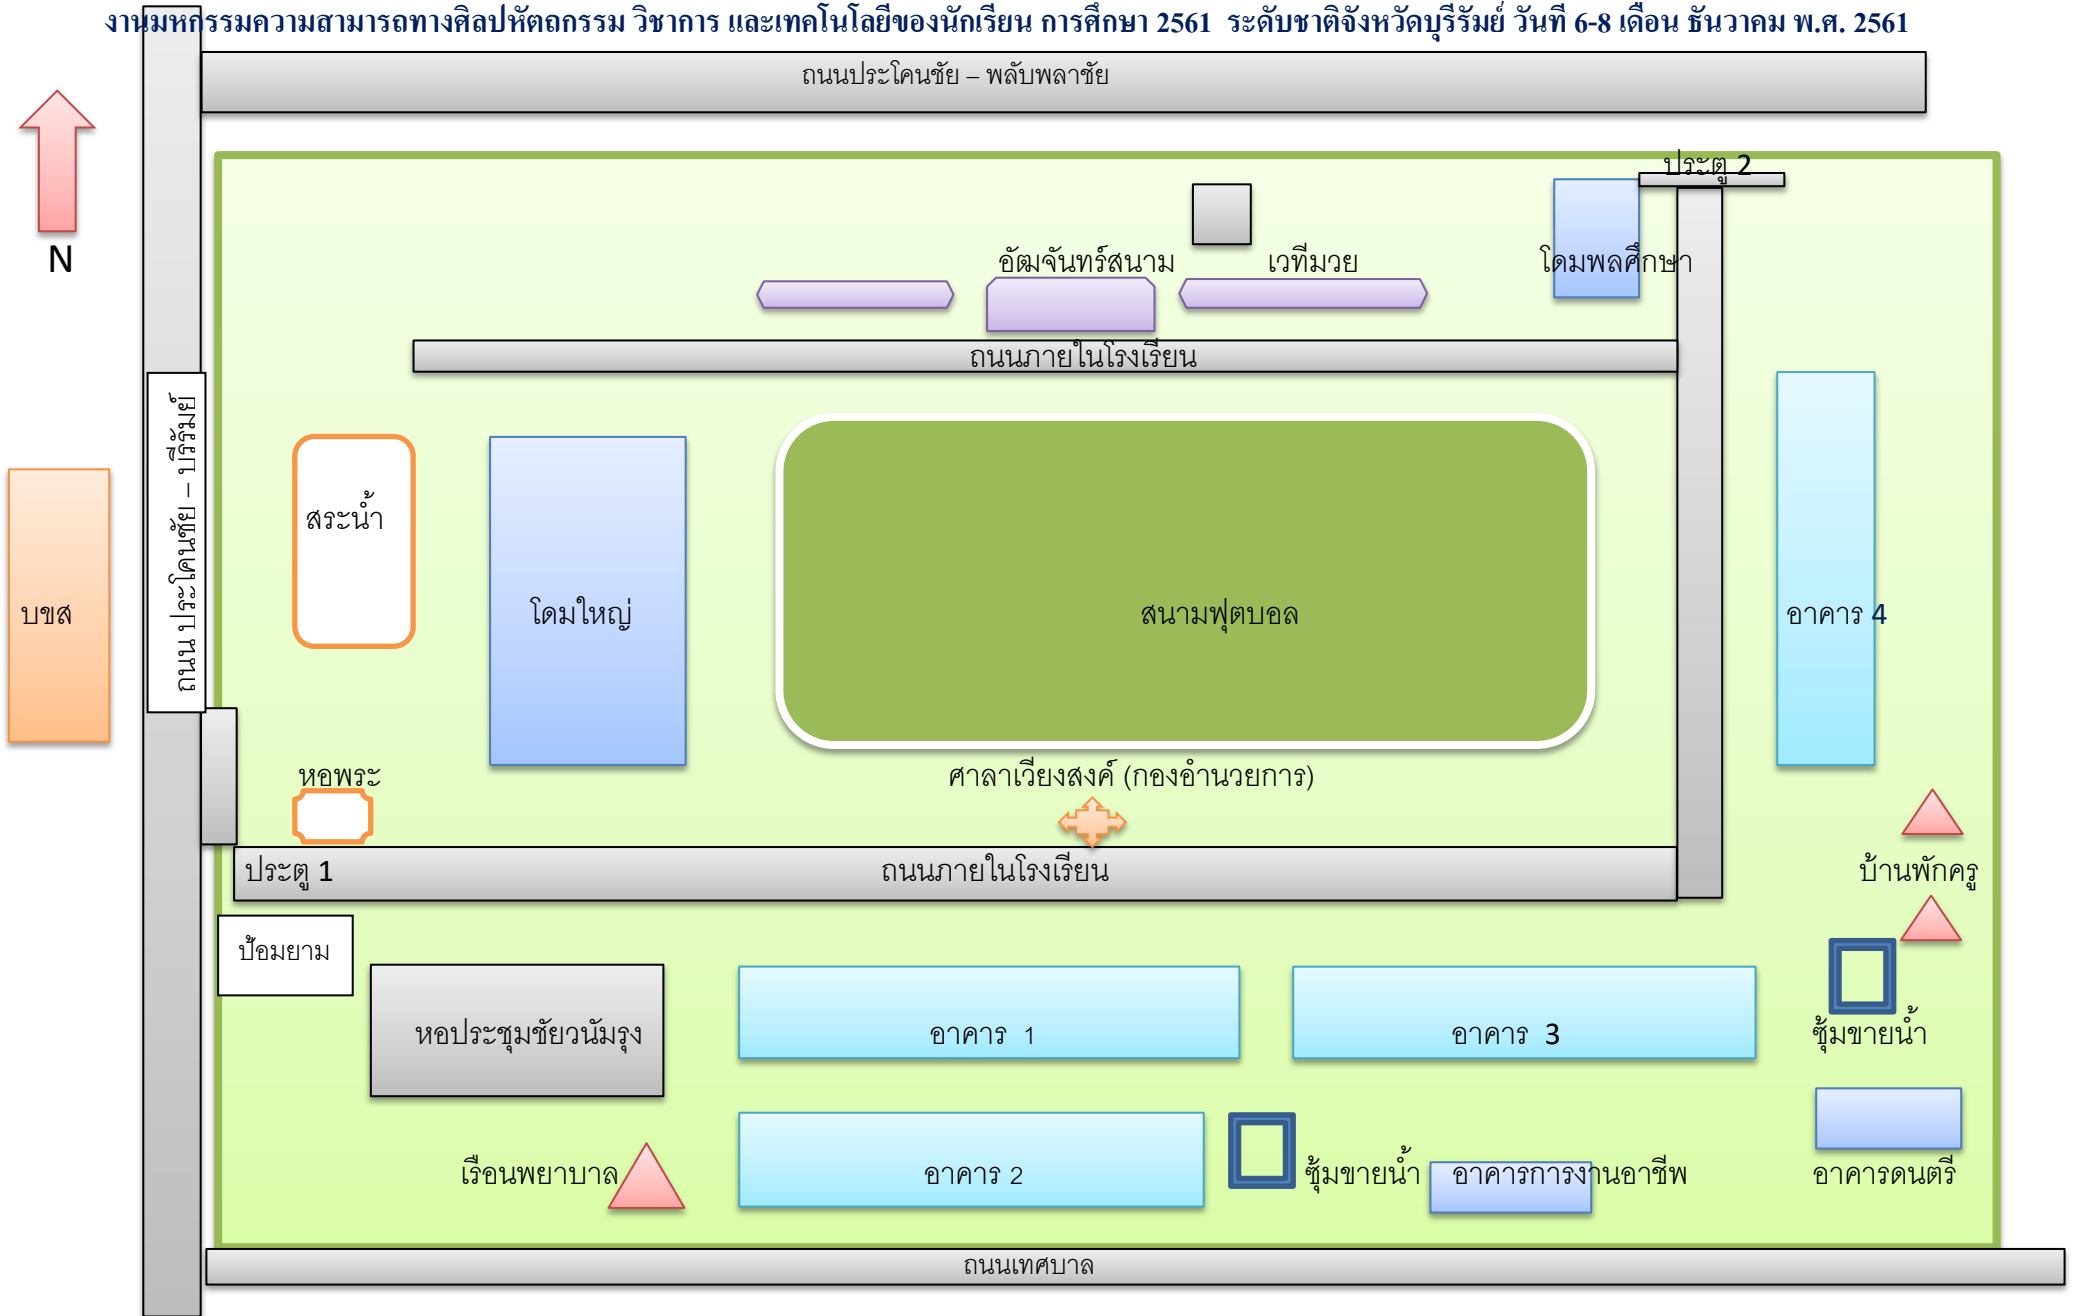 งานมหกรรมความสามารถทางศิลปหัตถกรรม วิชาการ และเทคโนโลยีของนักเรียน การศึกษา 2561 ระดับชาติจังหวัดบุรีรัมย์ วันที่ 6-8 เดือน ธันวาคม พ.ศ. 2561
ถนนประโคนชัย – พลับพลาชัย
ประตู 2
N
อัฒจันทร์สนาม
เวทีมวย
โดมพลศึกษา
ถนนภายในโรงเรียน
ถนน ประโคนชัย – บรีรัมย์
สระน้ำ
บขส
โดมใหญ่
สนามฟุตบอล
อาคาร 4
หอพระ
ศาลาเวียงสงค์ (กองอำนวยการ)
ประตู 1
ถนนภายในโรงเรียน
บ้านพักครู
ป้อมยาม
หอประชุมชัยวนัมรุง
อาคาร 1
อาคาร 3
ซุ้มขายน้ำ
เรือนพยาบาล
อาคาร 2
ซุ้มขายน้ำ
อาคารการงานอาชีพ
อาคารดนตรี
ถนนเทศบาล